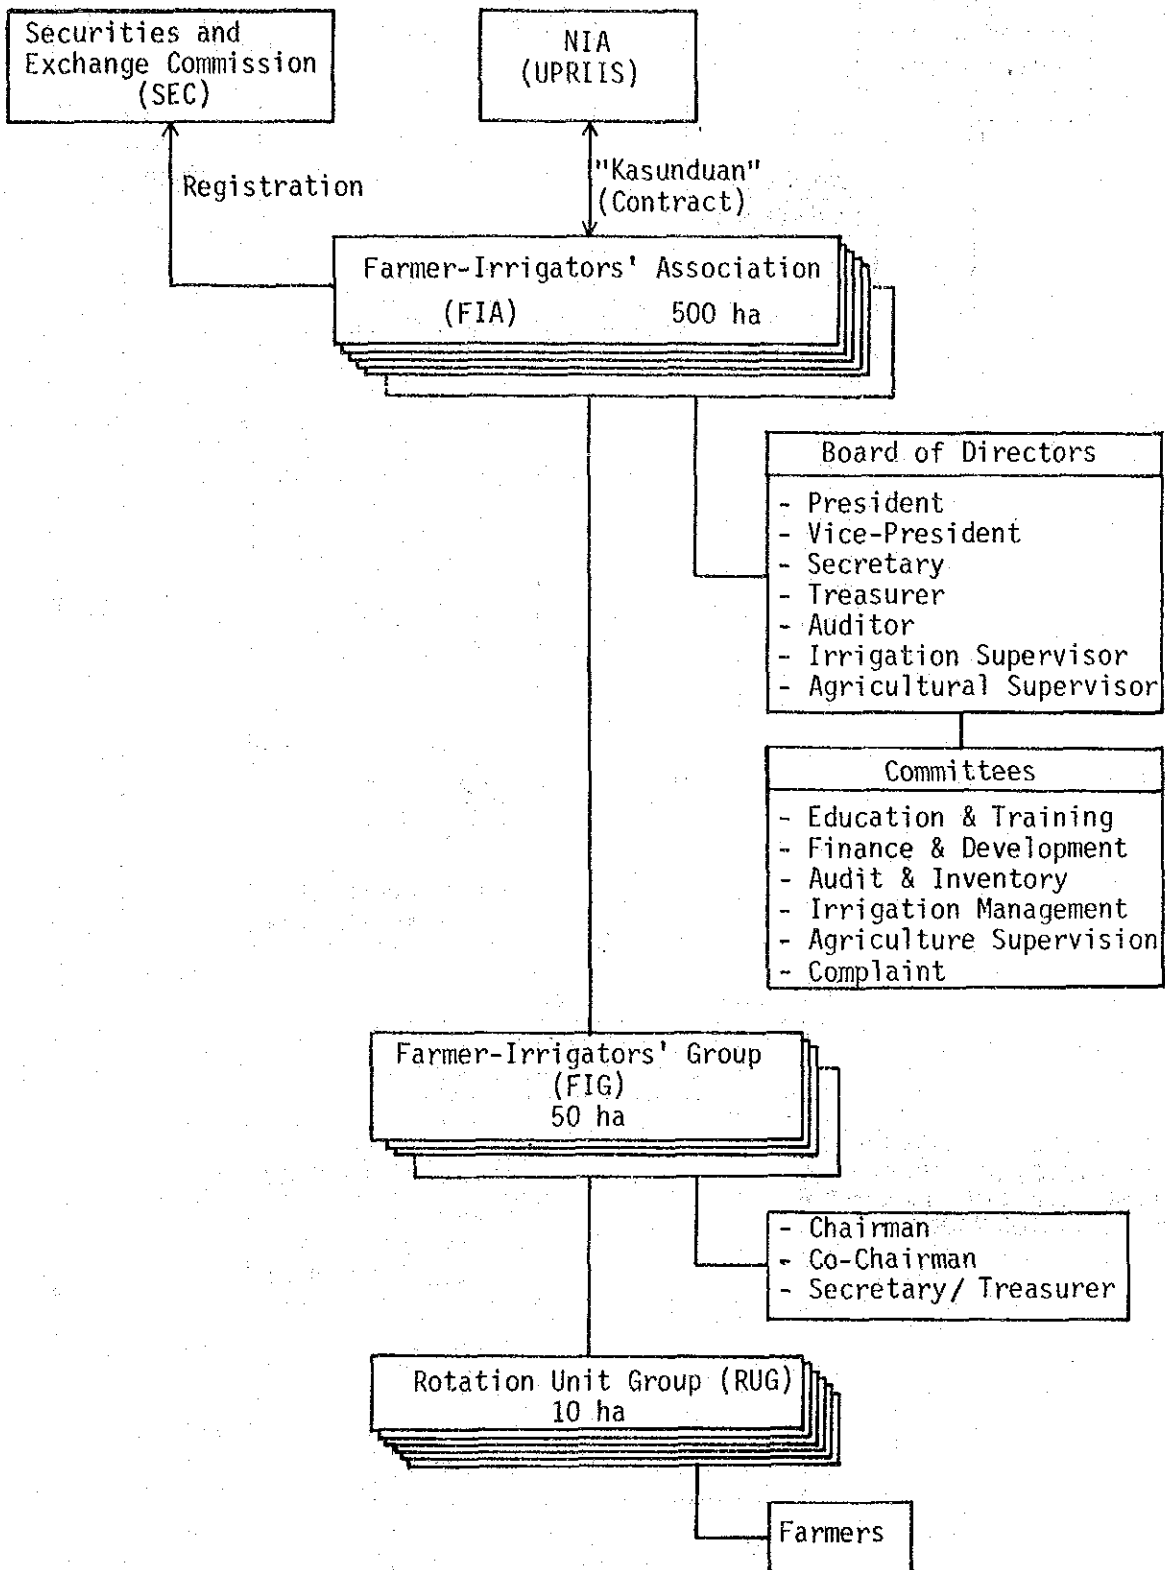 Securities and
Exchange Commission
(SEC)
NIA
(UPRIIS)
Registration
"Kasunduan"
(Contract)
Farmer-Irrigators' Association
(FIA) 500 ha
Board of Directors
- President
- Vice-President
- Secretary
- Treasurer
- Auditor
- Irrigation Supervisor
- Agricultural Supervisor
Committees
- Education & Training
- Finance & Development
- Audit & Inventory
- Irrigation Management
- Agriculture Supervision
- Complaint
Farmer-Irrigators' Group
(FIG)
50 ha
- Chairman
- Co-Chairman
- Secretary/ Treasurer
Rotation Unit Group (RUG)
10 ha
Farmers